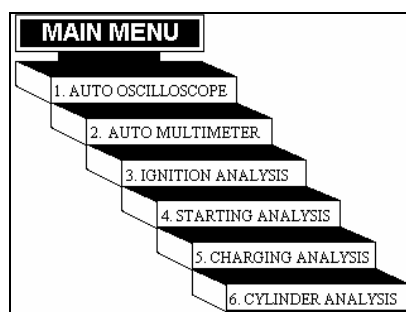 MAIN MENU
1. AUTO OSCILLOSCOPE
2. AUTO MULTIMETER
3. IGNITION ANALYSIS
4. STARTING ANALYSIS
5. CHARGING ANALYSIS
6. CYLINDER ANALYSIS